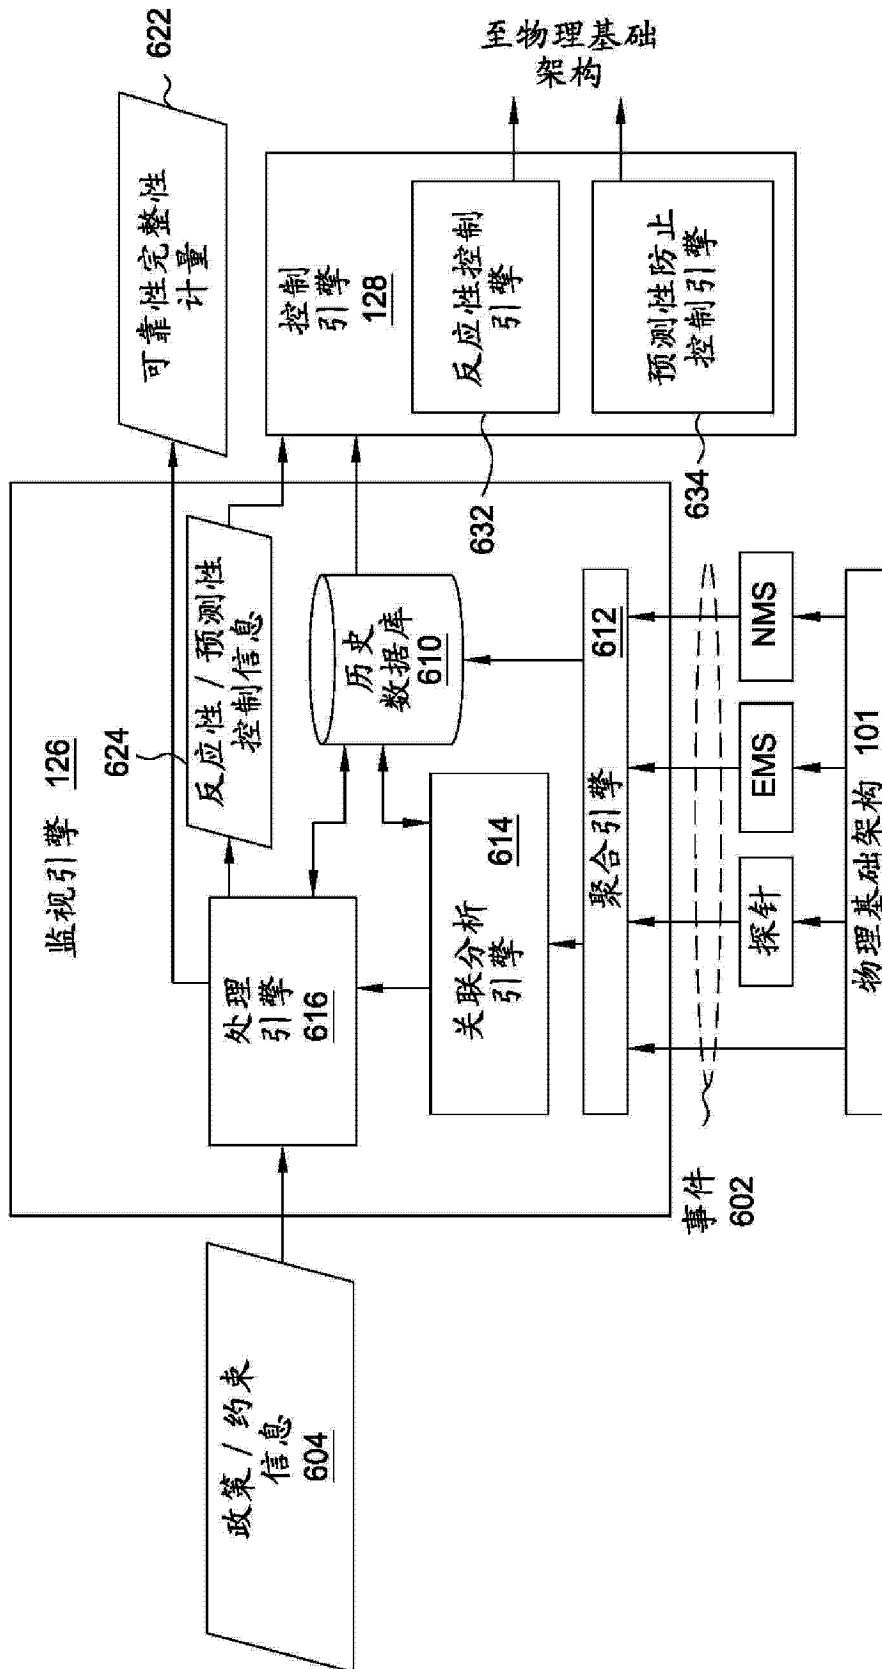 监视引擎 126
政策/约束
信息
604
处理
引擎
616
624
反应性/预测性
控制信息
可靠性完整性
计量
622
历史
数据库
610
关联分析
引擎
614
聚合引擎 612
控制
引擎
128
反应性控制
引擎
632
预测性防止
控制引擎
634
至物理基础
架构
事件
602
探针
EMS
NMS
物理基础架构 101